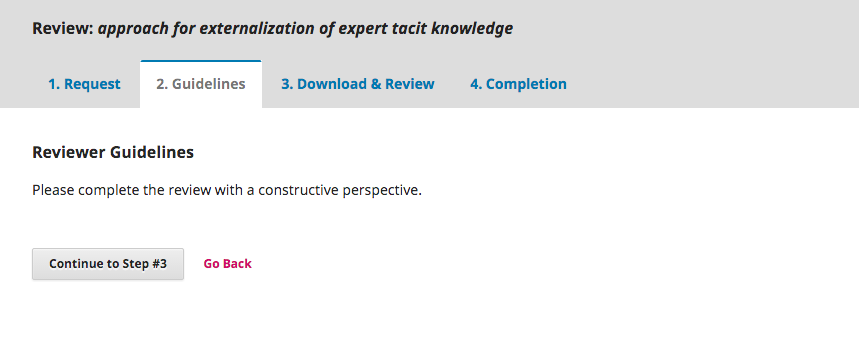 Review: approach for externalization of expert tacit knowledge
1. Request 2. Guidelines 3. Download & Review 4. Completion
Reviewer Guidelines
Please complete the review with a constructive perspective.
Continue to Step #3 Go Back